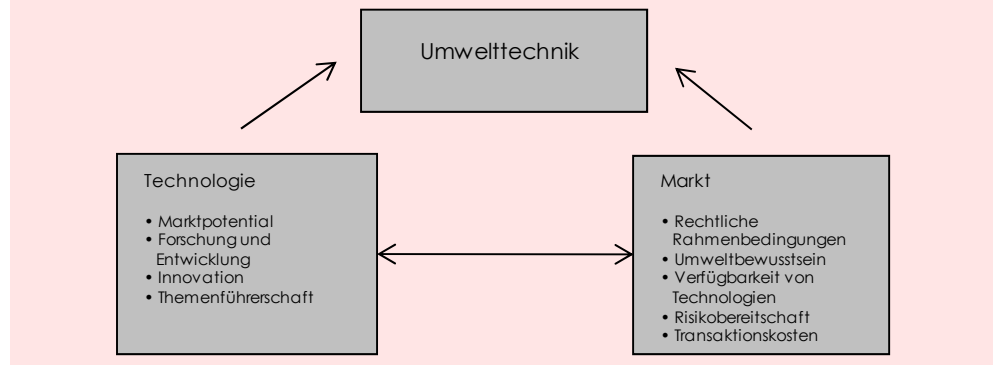 Umwelttechnik
Technologie
• Marktpotential
• Forschung und
Entwicklung
• Innovation
• Themenführerschaft
Markt
• Rechtliche
Rahmenbedingungen
• Umweltbewusstsein
• Verfügbarkeit von
Technologien
• Risikobereitschaft
• Transaktionskosten